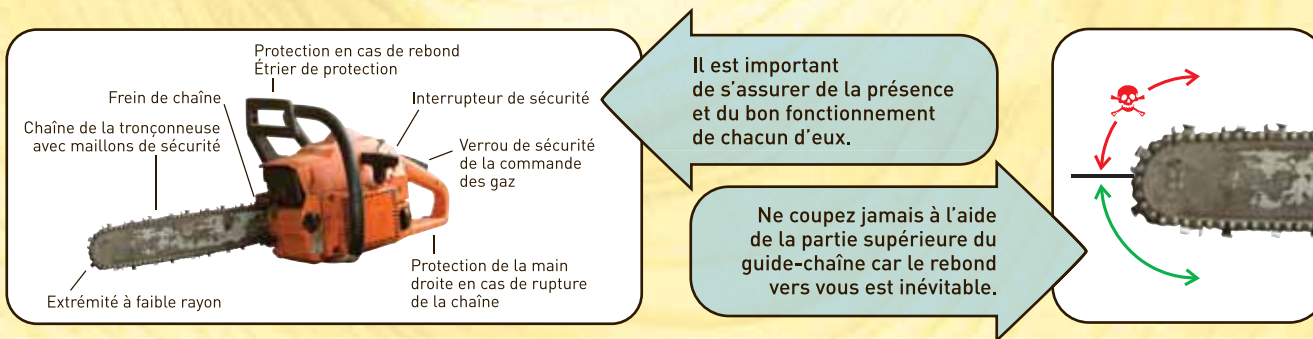 Protection en cas de rebond
Étrier de protection
Frein de chaîne
Interrupteur de sécurité
Chaîne de la tronçonneuse
avec maillons de sécurité
Verrou de sécurité
de la commande
des gaz
Extrémité à faible rayon
Protection de la main
droite en cas de rupture
de la chaîne
Il est important
de s’assurer de la présence
et du bon fonctionnement
de chacun d’eux.
Ne coupez jamais à l’aide
de la partie supérieure du
guide-chaîne car le rebond
vers vous est inévitable.